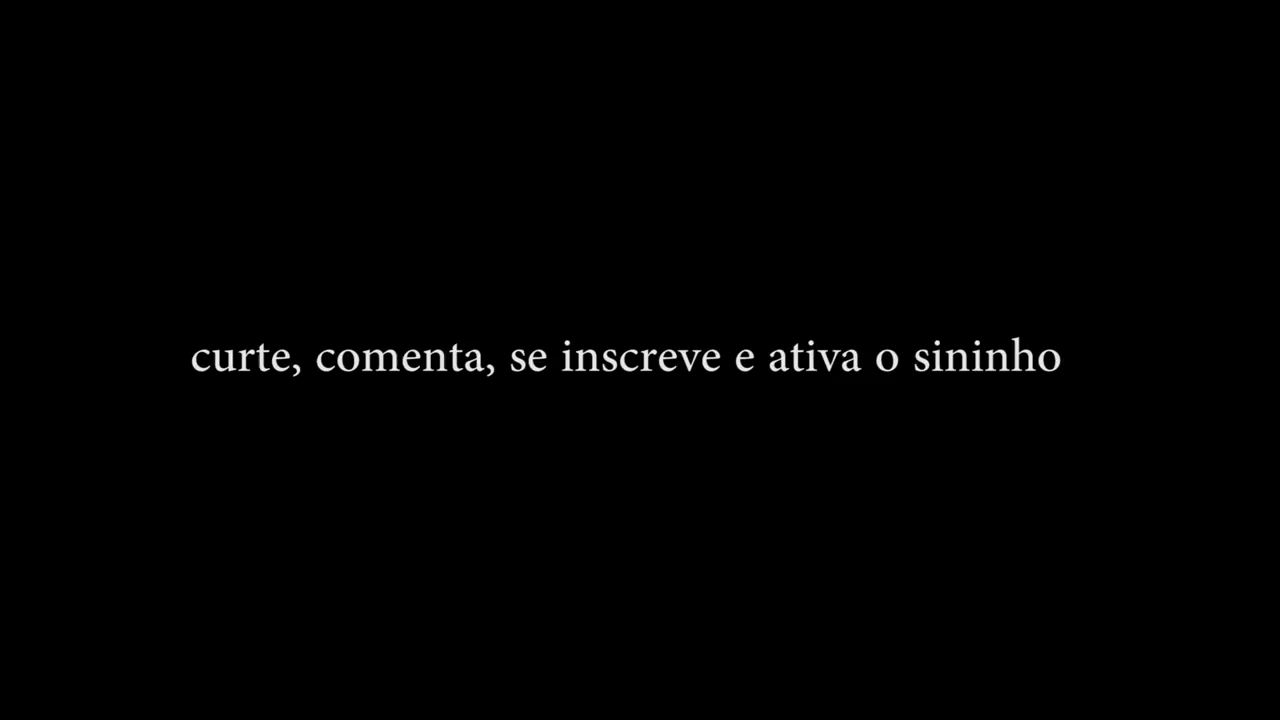 curte, comenta, se inscreve e ativa o sininho